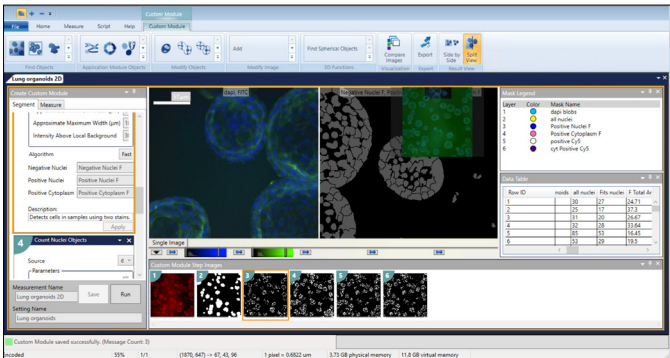 Custom Module
File Home Measure Script Help Custom Module
Add
Find Spherical Objects
Compare Images
Export
Side by Side
Split View
Find Objects Application Module Objects Modify Objects Modify Image 3D Functions Visualization Export Result View
Lung organoids 2D
Create Custom Module
Segment Measure
Approximate Maximum Width (µm)
Intensity Above Local Background
Algorithm Fast
Negative Nuclei Negative Nuclei F
Positive Nuclei Positive Nuclei F
Positive Cytoplasm Positive Cytoplasm F
Description:
Detects cells in samples using two stains.
Apply
4 Count Nuclei Objects
Source
Parameters
Measurement Name
Lung organoids 2D
Save Run
Setting Name
Lung organoids
dapi, FITC
Negative Nuclei F, Positi
Single Image
Custom Module Step Images
1 2 3 4 5 6
Mask Legend
Layer Color Mask Name
1 dapi blobs
2 all nuclei
3 Positive Nuclei F
4 Positive Cytoplasm F
5 positive Cy5
6 cyt Positive Cy5
Data Table
Row ID noids all nuclei Fits nuclei F Total Ar
1 30 27 24.71
2 25 17 37.3
3 31 20 26.67
4 32 28 33.64
5 85 53 16.45
6 53 29 19.5
Custom Module saved successfully. (Message Count: 3)
ncoded 55% 1/1 (1870, 647) -> 67, 43, 96 1 pixel = 0.6822 um 3.73 GB physical memory 11.8 GB virtual memory